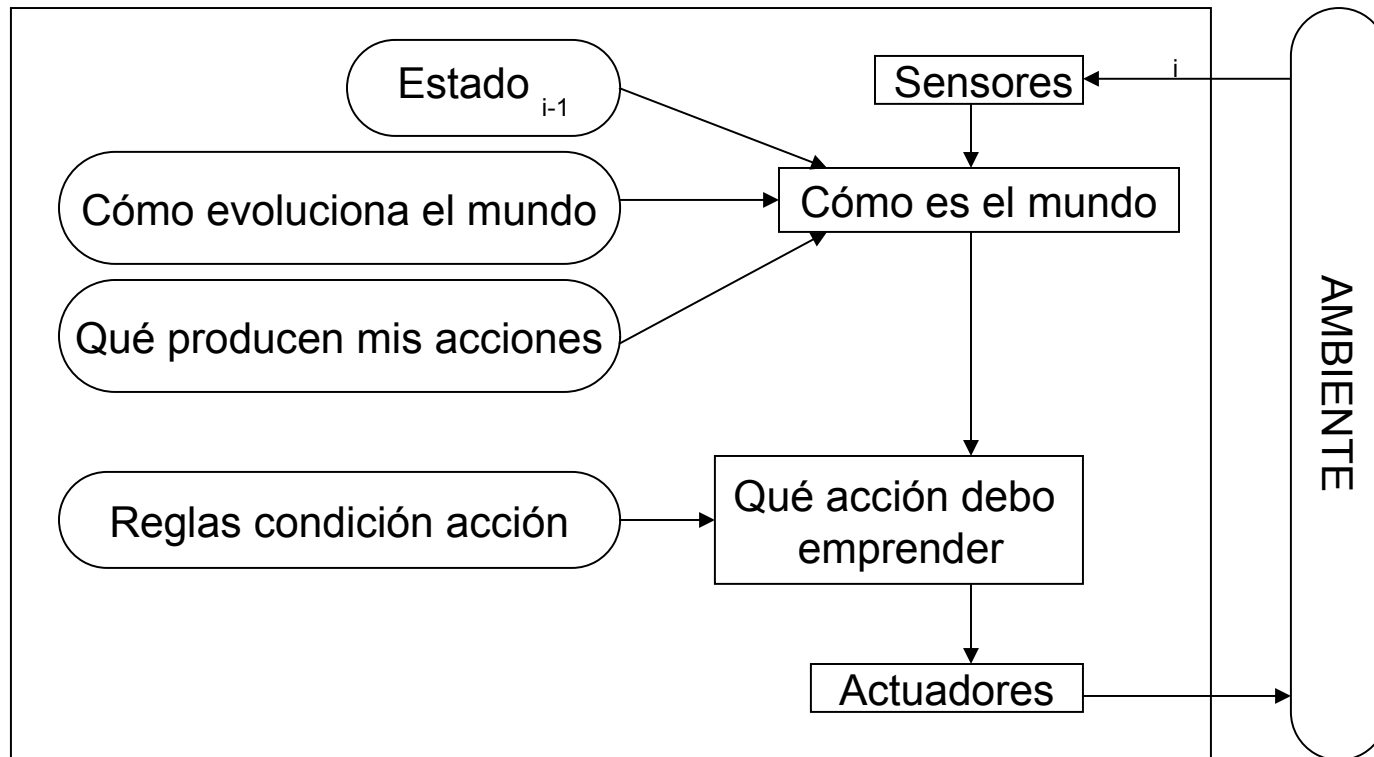 Estado i-1
Sensores
i
Cómo evoluciona el mundo
Cómo es el mundo
Qué producen mis acciones
Reglas condición acción
Qué acción debo
emprender
Actuadores
AMBIENTE